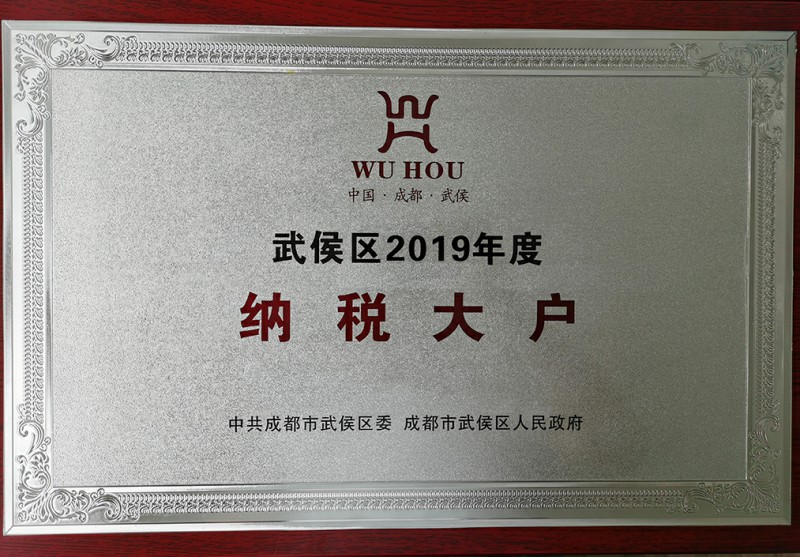 WU HOU
中国·成都·武侯
武侯区2019年度
纳税大户
中共成都市武侯区委 成都市武侯区人民政府